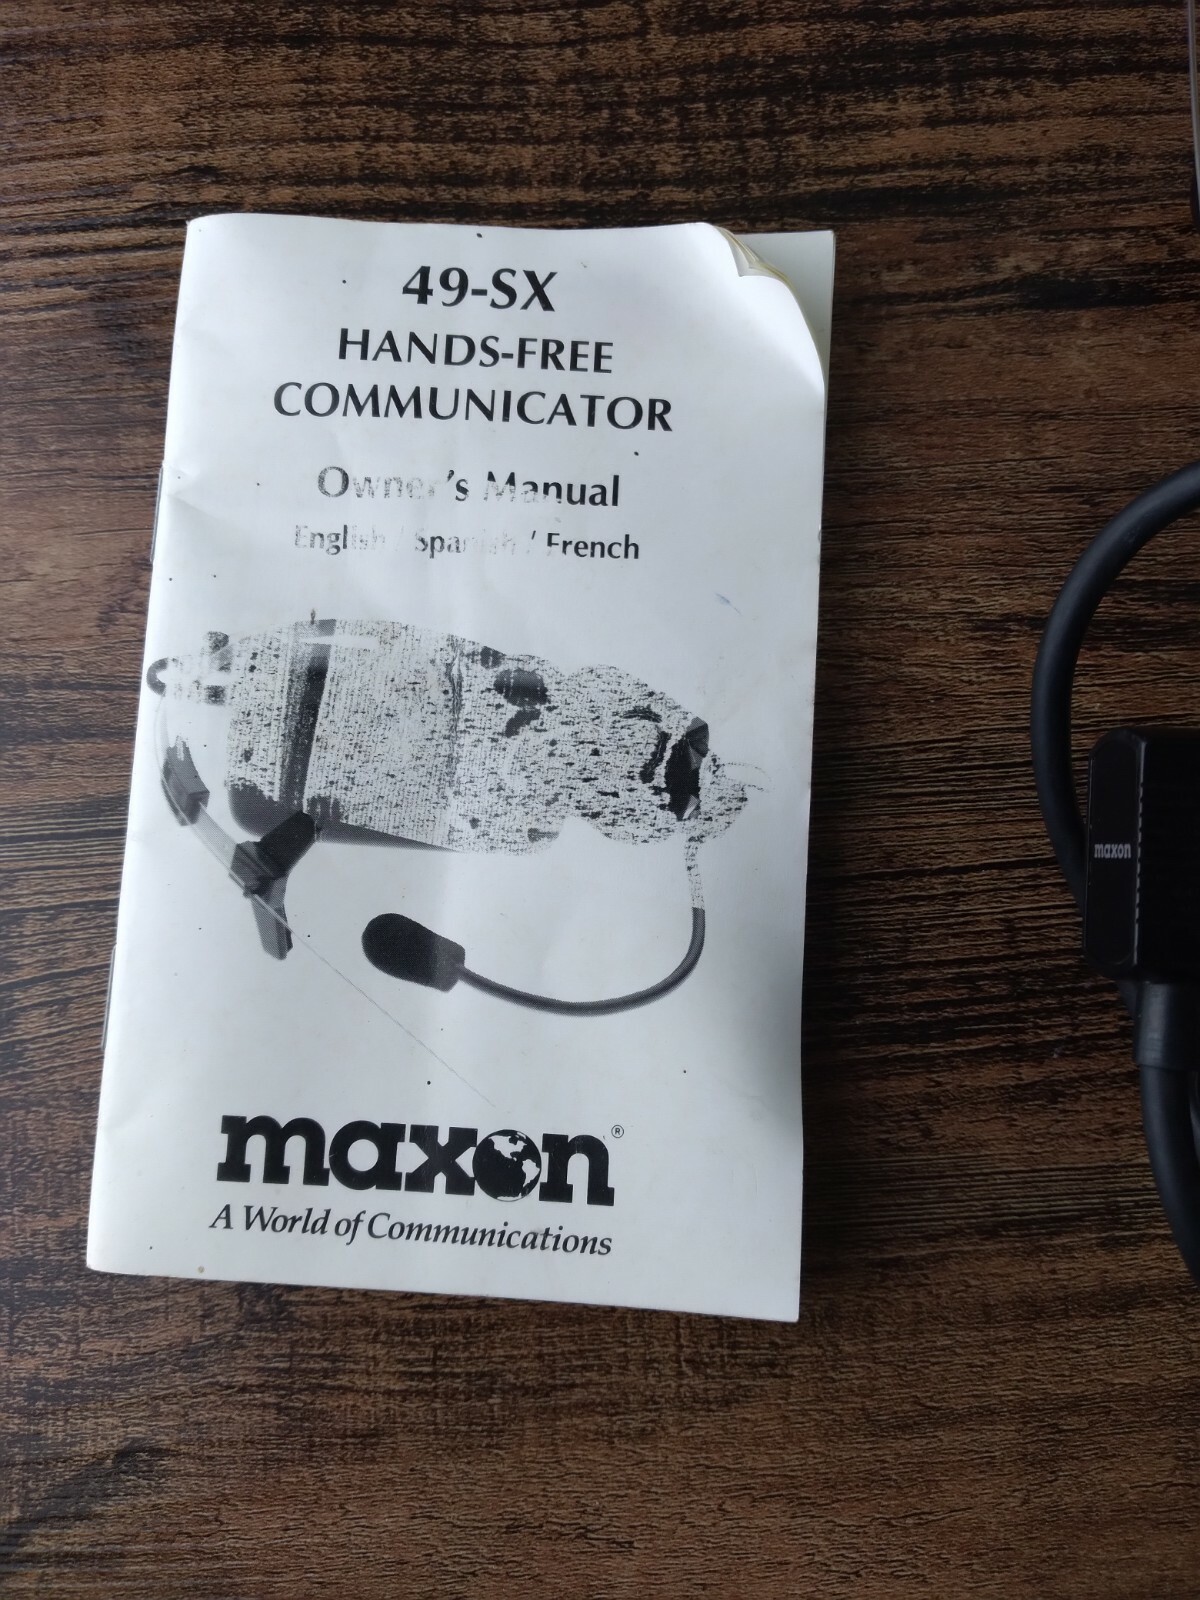 49-SX
HANDS-FREE
COMMUNICATOR
Owner's Manual
English / Spanish / French
maxon®
A World of Communications
maxon